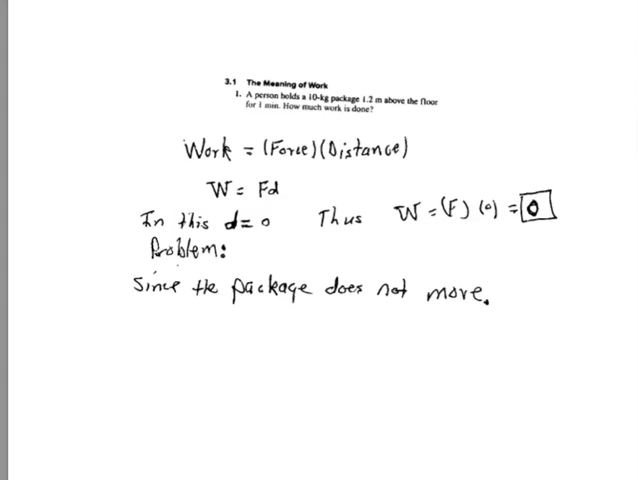 3.1 The Meaning of Work
1. A person holds a 10-kg package 1.2 m above the floor
for 1 min. How much work is done?
Work = (Force)(Distance)
W = Fd
In this d = 0 Thus W = (F)(0) = 0
Problem:
Since the package does not move.